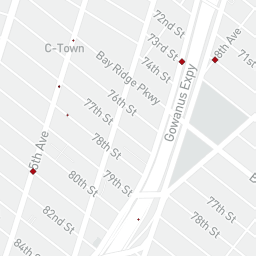 72nd St
73rd St
74th St
71st
8th Ave
C-Town
Bay Ridge Pkwy
76th St
77th St
78th St
79th St
80th St
82nd St
84th St
6th Ave
Gowanus Expy
77th St
78th St